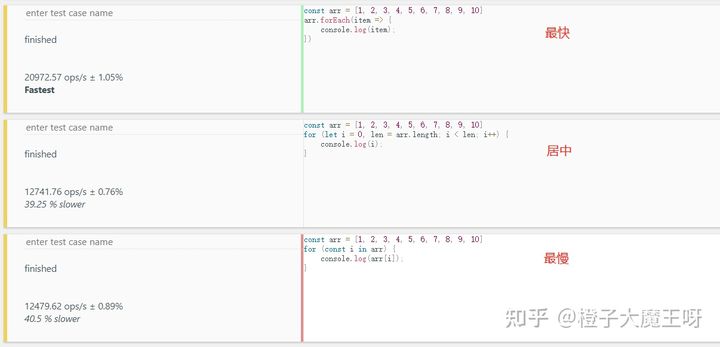 enter test case name
finished
20972.57 ops/s ± 1.05%
Fastest
const arr = [1, 2, 3, 4, 5, 6, 7, 8, 9, 10]
arr.forEach(item => {
    console.log(item);
})
最快
enter test case name
finished
12741.76 ops/s ± 0.76%
39.25 % slower
const arr = [1, 2, 3, 4, 5, 6, 7, 8, 9, 10]
for (let i = 0, len = arr.length; i < len; i++) {
    console.log(i);
}
居中
enter test case name
finished
12479.62 ops/s ± 0.89%
40.5 % slower
const arr = [1, 2, 3, 4, 5, 6, 7, 8, 9, 10]
for (const i in arr) {
    console.log(arr[i]);
}
最慢
知乎 @橙子大魔王呀